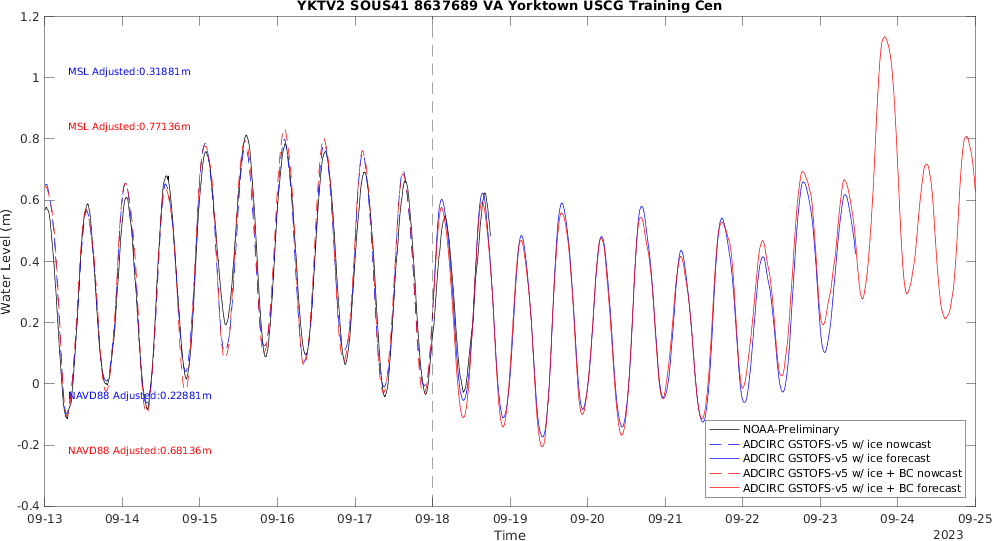 YKTV2 SOUS41 8637689 VA Yorktown USCG Training Cen
1.2
1
0.8
0.6
0.4
0.2
0
-0.2
-0.4
Water Level (m)
MSL Adjusted:0.31881m
MSL Adjusted:0.77136m
NAVD88 Adjusted:0.22881m
NAVD88 Adjusted:0.68136m
NOAA-Preliminary
ADCIRC GSTOFS-v5 w/ ice nowcast
ADCIRC GSTOFS-v5 w/ ice forecast
ADCIRC GSTOFS-v5 w/ ice + BC nowcast
ADCIRC GSTOFS-v5 w/ ice + BC forecast
09-13 09-14 09-15 09-16 09-17 09-18 09-19 09-20 09-21 09-22 09-23 09-24 09-25
Time
2023